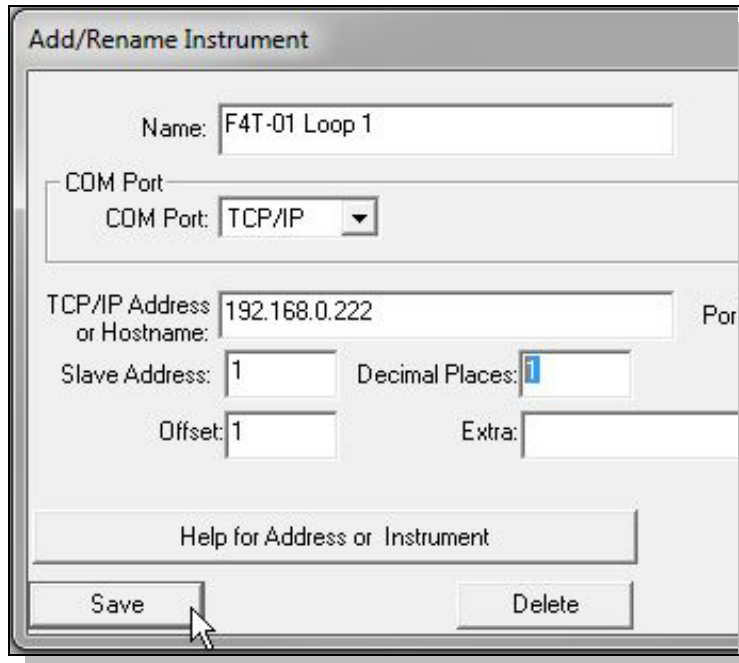 Add/Rename Instrument
Name: F4T-01 Loop 1
COM Port
COM Port: TCP/IP
TCP/IP Address
or Hostname: 192.168.0.222 Por
Slave Address: 1 Decimal Places: 1
Offset: 1 Extra:
Help for Address or Instrument
Save Delete